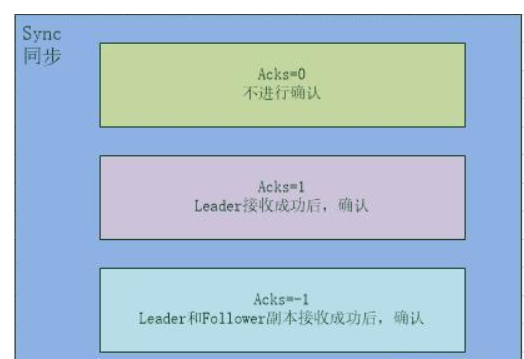 Sync
同步
Acks=0
不进行确认
Acks=1
Leader接收成功后，确认
Acks=-1
Leader和Follower副本接收成功后，确认